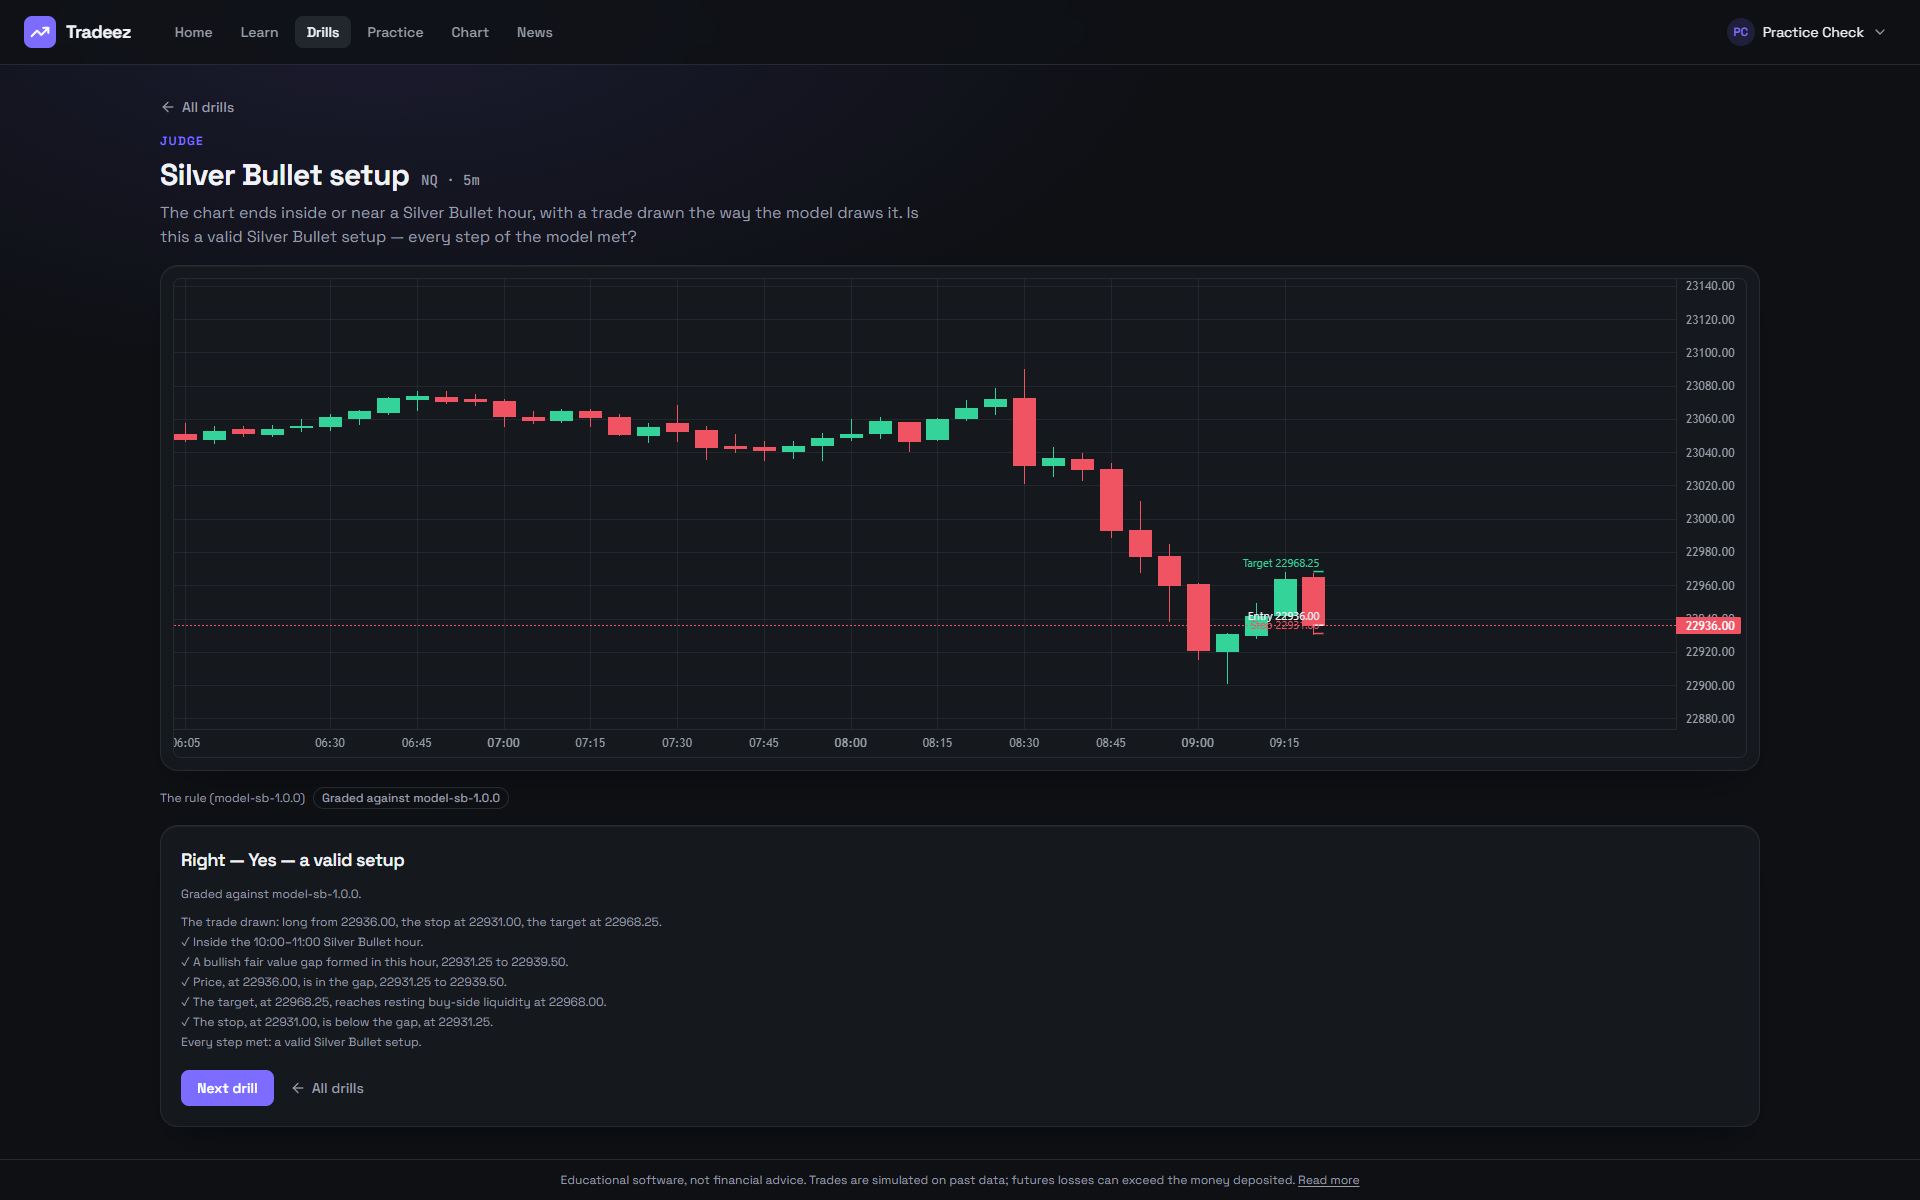 Tradeez
Home Learn Drills Practice Chart News
PC Practice Check
← All drills
JUDGE
Silver Bullet setup NQ · 5m
The chart ends inside or near a Silver Bullet hour, with a trade drawn the way the model draws it. Is
this a valid Silver Bullet setup — every step of the model met?
23140.00
23120.00
23100.00
23080.00
23060.00
23040.00
23020.00
23000.00
22980.00
Target 22968.25
22960.00
Entry 22936.00
22936.00
22920.00
22900.00
22880.00
06:05 06:30 06:45 07:00 07:15 07:30 07:45 08:00 08:15 08:30 08:45 09:00 09:15
The rule (model-sb-1.0.0) Graded against model-sb-1.0.0
Right — Yes — a valid setup
Graded against model-sb-1.0.0.
The trade drawn: long from 22936.00, the stop at 22931.00, the target at 22968.25.
✓ Inside the 10:00–11:00 Silver Bullet hour.
✓ A bullish fair value gap formed in this hour, 22931.25 to 22939.50.
✓ Price, at 22936.00, is in the gap, 22931.25 to 22939.50.
✓ The target, at 22968.25, reaches resting buy-side liquidity at 22968.00.
✓ The stop, at 22931.00, is below the gap, at 22931.25.
Every step met: a valid Silver Bullet setup.
Next drill ← All drills
Educational software, not financial advice. Trades are simulated on past data; futures losses can exceed the money deposited. Read more